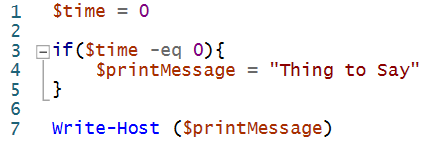 1 $time = 0
2
3 if($time -eq 0){
4 $printMessage = "Thing to Say"
5 }
6
7 Write-Host ($printMessage)